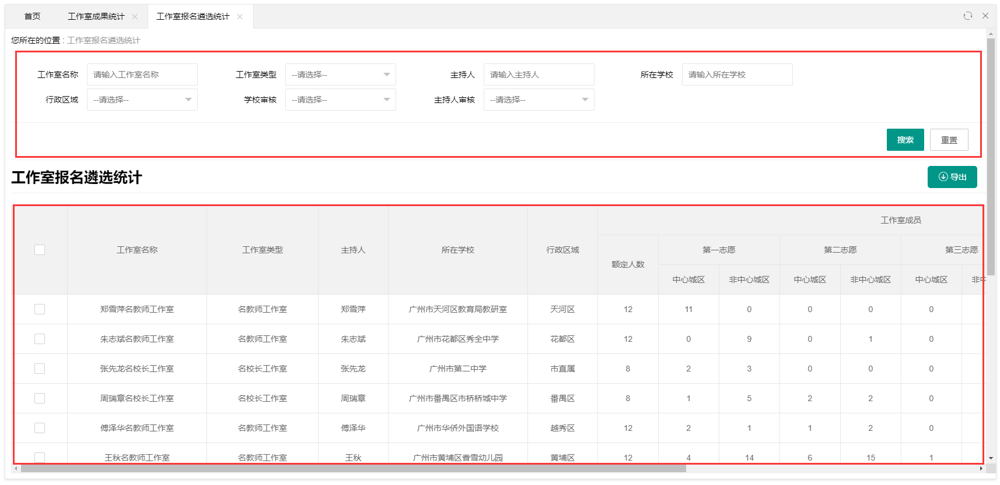 首页 工作室成果统计 工作室报名遴选统计
您所在的位置 : 工作室报名遴选统计
工作室名称 请输入工作室名称 工作室类型 --请选择-- 主持人 请输入主持人 所在学校 请输入所在学校
行政区域 --请选择-- 学校审核 --请选择-- 主持人审核 --请选择--
搜索 重置
工作室报名遴选统计 导出
工作室成员
工作室名称 工作室类型 主持人 所在学校 行政区域 第一志愿 第二志愿 第三志愿
额定人数
中心城区 非中心城区 中心城区 非中心城区 中心城区 非中
郑雪萍名教师工作室 名教师工作室 郑雪萍 广州市天河区教育局教研室 天河区 12 11 0 0 0 0
朱志斌名教师工作室 名教师工作室 朱志斌 广州市花都区秀全中学 花都区 12 0 9 0 1 0
张先龙名校长工作室 名校长工作室 张先龙 广州市第二中学 市直属 8 2 3 0 0 0
周瑞章名校长工作室 名校长工作室 周瑞章 广州市番禺区市桥桥城中学 番禺区 8 1 5 2 2 0
傅泽华名教师工作室 名教师工作室 傅泽华 广州市华侨外国语学校 越秀区 12 2 1 1 2 0
王秋名教师工作室 名教师工作室 王秋 广州市黄埔区香雪幼儿园 黄埔区 12 4 14 6 15 1